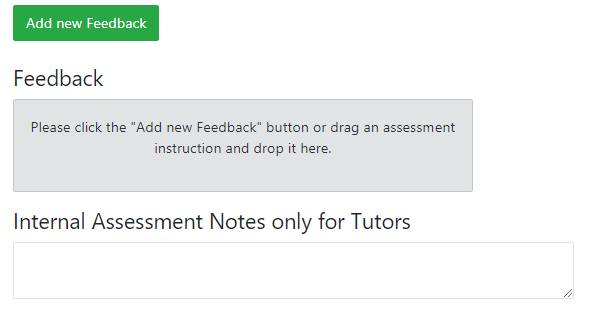 Add new Feedback
Feedback
Please click the "Add new Feedback" button or drag an assessment
instruction and drop it here.
Internal Assessment Notes only for Tutors